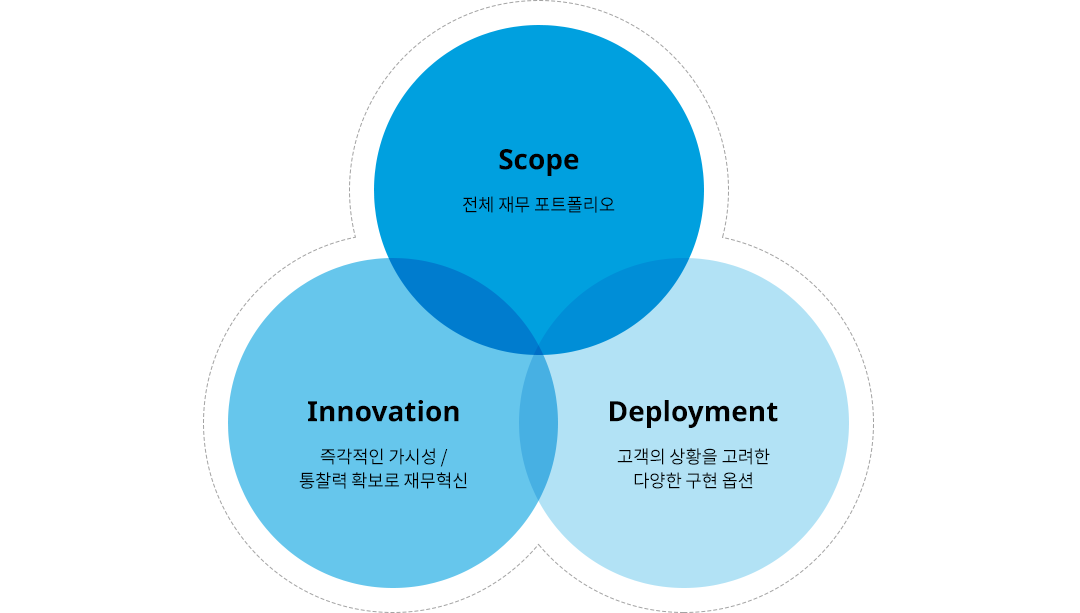 Scope
전체 재무 포트폴리오
Innovation
즉각적인 가시성 /
통찰력 확보로 재무혁신
Deployment
고객의 상황을 고려한
다양한 구현 옵션